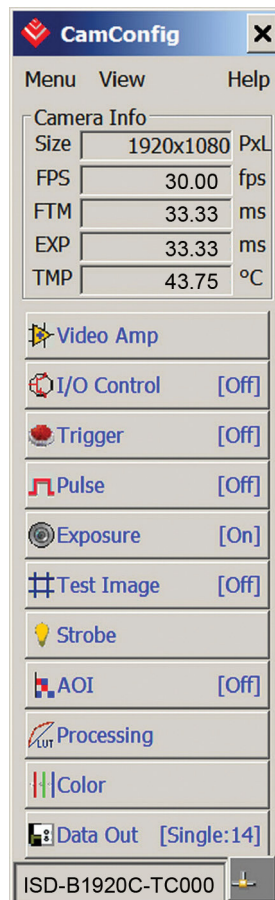 CamConfig
Menu View Help
Camera Info
Size 1920x1080 PxL
FPS 30.00 fps
FTM 33.33 ms
EXP 33.33 ms
TMP 43.75 °C
Video Amp
I/O Control [Off]
Trigger [Off]
Pulse [Off]
Exposure [On]
Test Image [Off]
Strobe
AOI [Off]
LUT Processing
Color
Data Out [Single:14]
ISD-B1920C-TC000